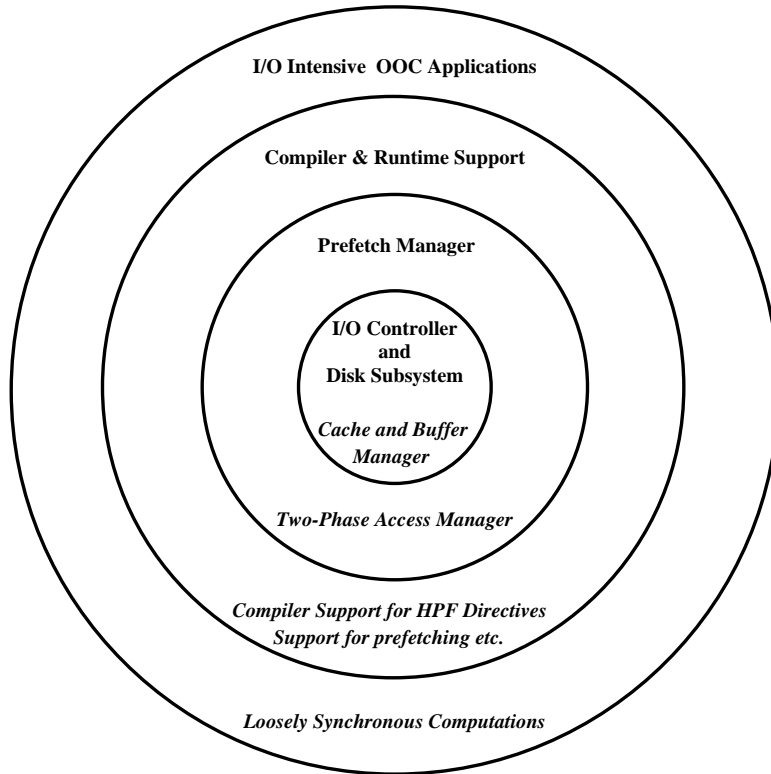 I/O Intensive OOC Applications
Compiler & Runtime Support
Prefetch Manager
I/O Controller
and
Disk Subsystem
Cache and Buffer
Manager
Two-Phase Access Manager
Compiler Support for HPF Directives
Support for prefetching etc.
Loosely Synchronous Computations